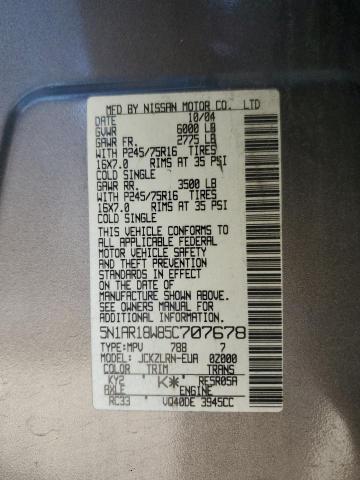 MFD BY NISSAN MOTOR CO. LTD
DATE 10/04
GVWR 6000 LB
GAWR FR. 2775 LB
WITH P245/75R16 TIRES
16X7.0 RIMS AT 35 PSI
COLD SINGLE
GAWR RR. 3500 LB
WITH P245/75R16 TIRES
16X7.0 RIMS AT 35 PSI
COLD SINGLE
THIS VEHICLE CONFORMS TO
ALL APPLICABLE FEDERAL
MOTOR VEHICLE SAFETY
AND THEFT PREVENTION
STANDARDS IN EFFECT
ON THE DATE OF
MANUFACTURE SHOWN ABOVE.
SEE OWNERS MANUAL FOR
ADDITIONAL INFORMATION.
5N1AR18W85C707678
TYPE:MPV 788 7
MODEL: JCKZLRN-EUA 02000
COLOR TRIM TRANS
KY2 K* RE5R05A
AXLE ENGINE
RC33 VQ40DE 3945CC